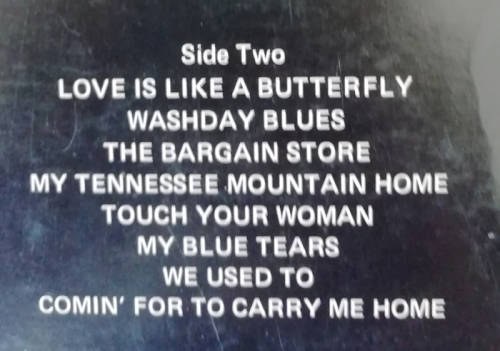 Side Two
LOVE IS LIKE A BUTTERFLY
WASHDAY BLUES
THE BARGAIN STORE
MY TENNESSEE MOUNTAIN HOME
TOUCH YOUR WOMAN
MY BLUE TEARS
WE USED TO
COMIN' FOR TO CARRY ME HOME